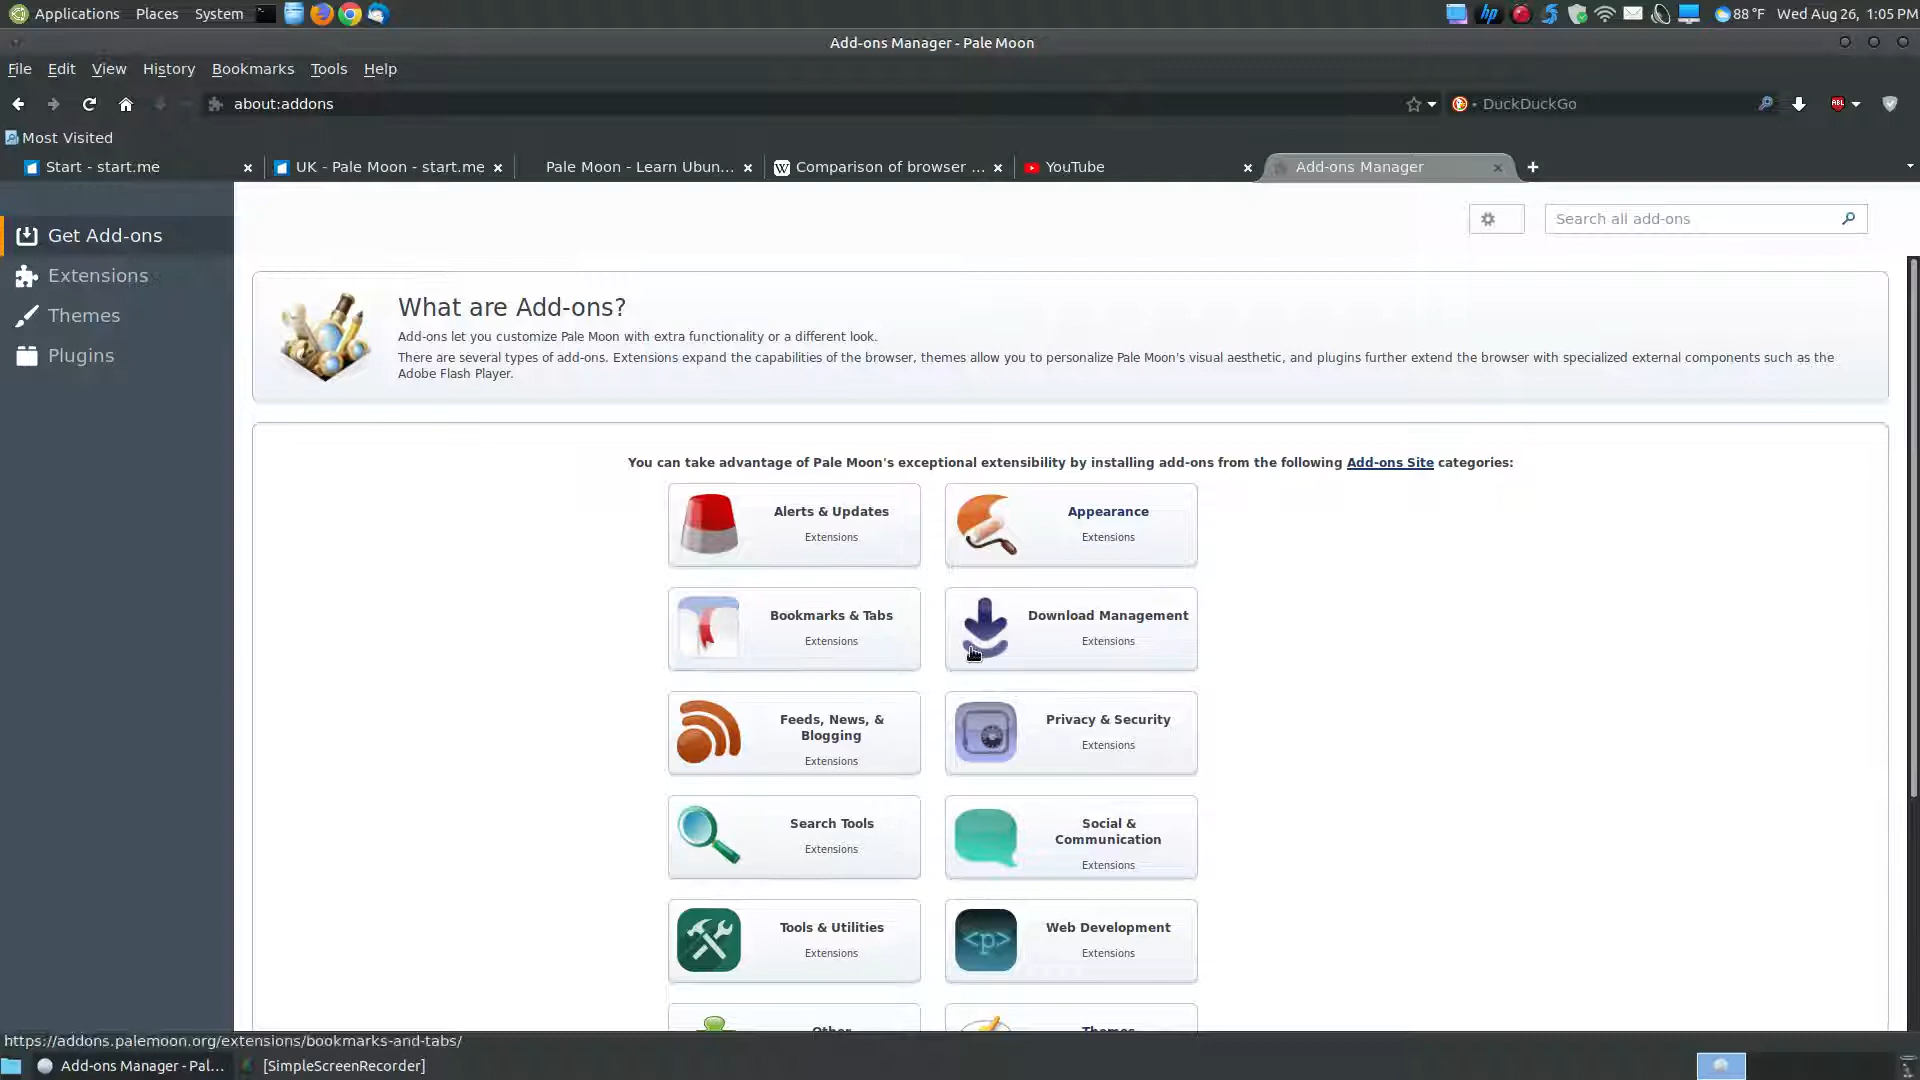 Applications Places System
hp
88 °F Wed Aug 26, 1:05 PM
Add-ons Manager - Pale Moon
File Edit View History Bookmarks Tools Help
about:addons
DuckDuckGo
ABL
Most Visited
Start - start.me
UK - Pale Moon - start.me
Pale Moon - Learn Ubun...
W Comparison of browser ...
YouTube
Add-ons Manager
Get Add-ons
Extensions
Themes
Plugins
Search all add-ons
What are Add-ons?
Add-ons let you customize Pale Moon with extra functionality or a different look.
There are several types of add-ons. Extensions expand the capabilities of the browser, themes allow you to personalize Pale Moon's visual aesthetic, and plugins further extend the browser with specialized external components such as the
Adobe Flash Player.
You can take advantage of Pale Moon's exceptional extensibility by installing add-ons from the following Add-ons Site categories:
Alerts & Updates
Extensions
Appearance
Extensions
Bookmarks & Tabs
Extensions
Download Management
Extensions
Feeds, News, &
Blogging
Extensions
Privacy & Security
Extensions
Search Tools
Extensions
Social &
Communication
Extensions
Tools & Utilities
Extensions
<p>
Web Development
Extensions
Other
Themes
https://addons.palemoon.org/extensions/bookmarks-and-tabs/
Add-ons Manager - Pal...
[SimpleScreenRecorder]